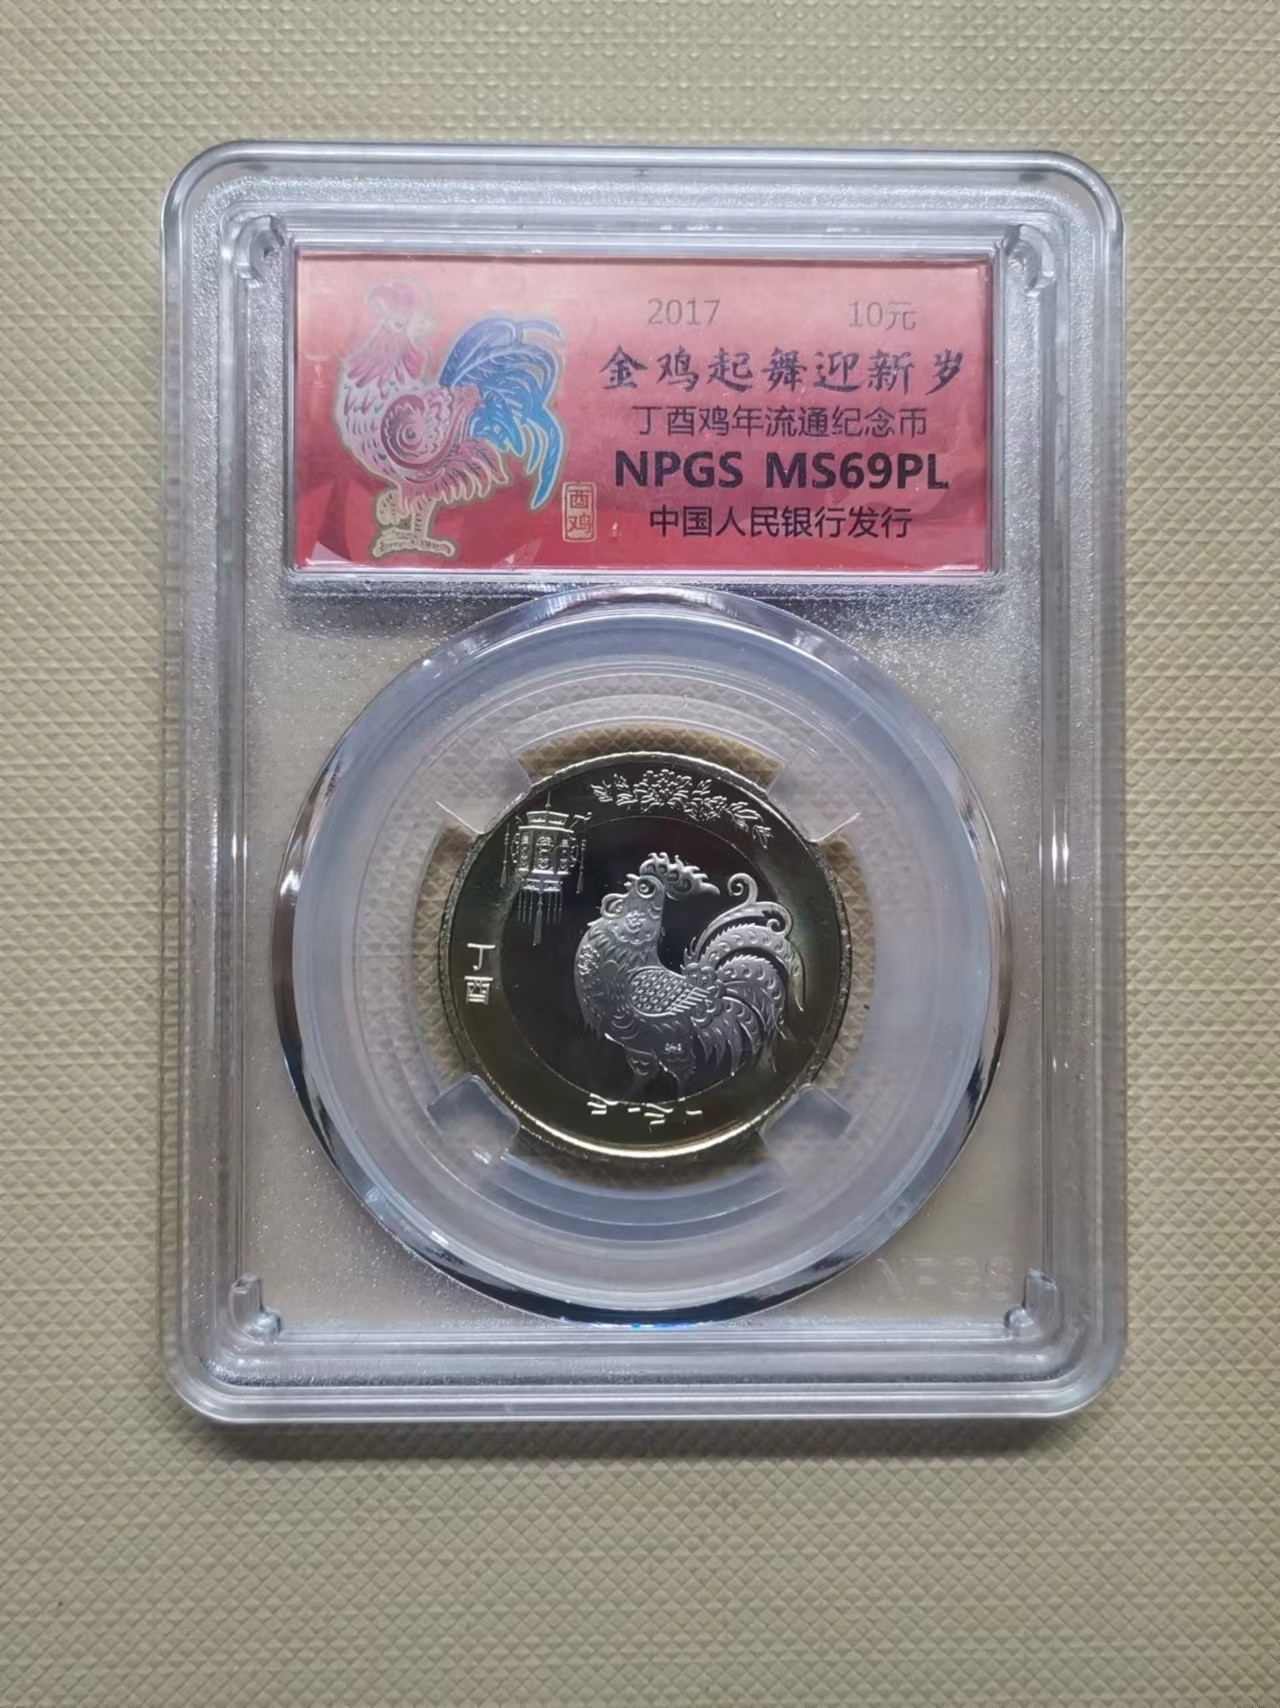 2017 10元
金鸡起舞迎新岁
丁酉鸡年流通纪念币
NPGS MS69PL
中国人民银行发行
酉鸡
丁酉